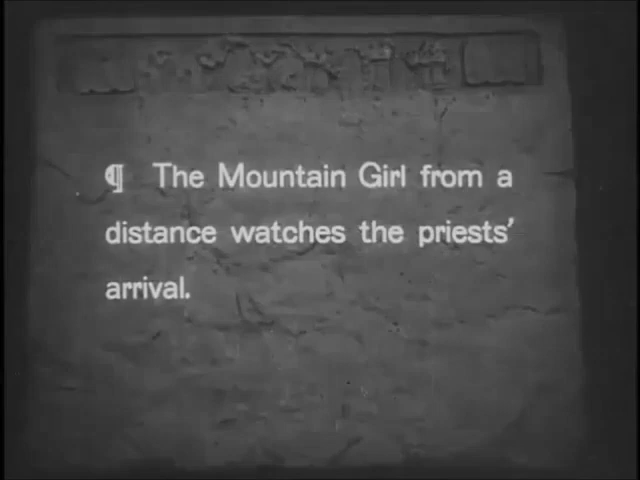 ¶ The Mountain Girl from a
distance watches the priests'
arrival.